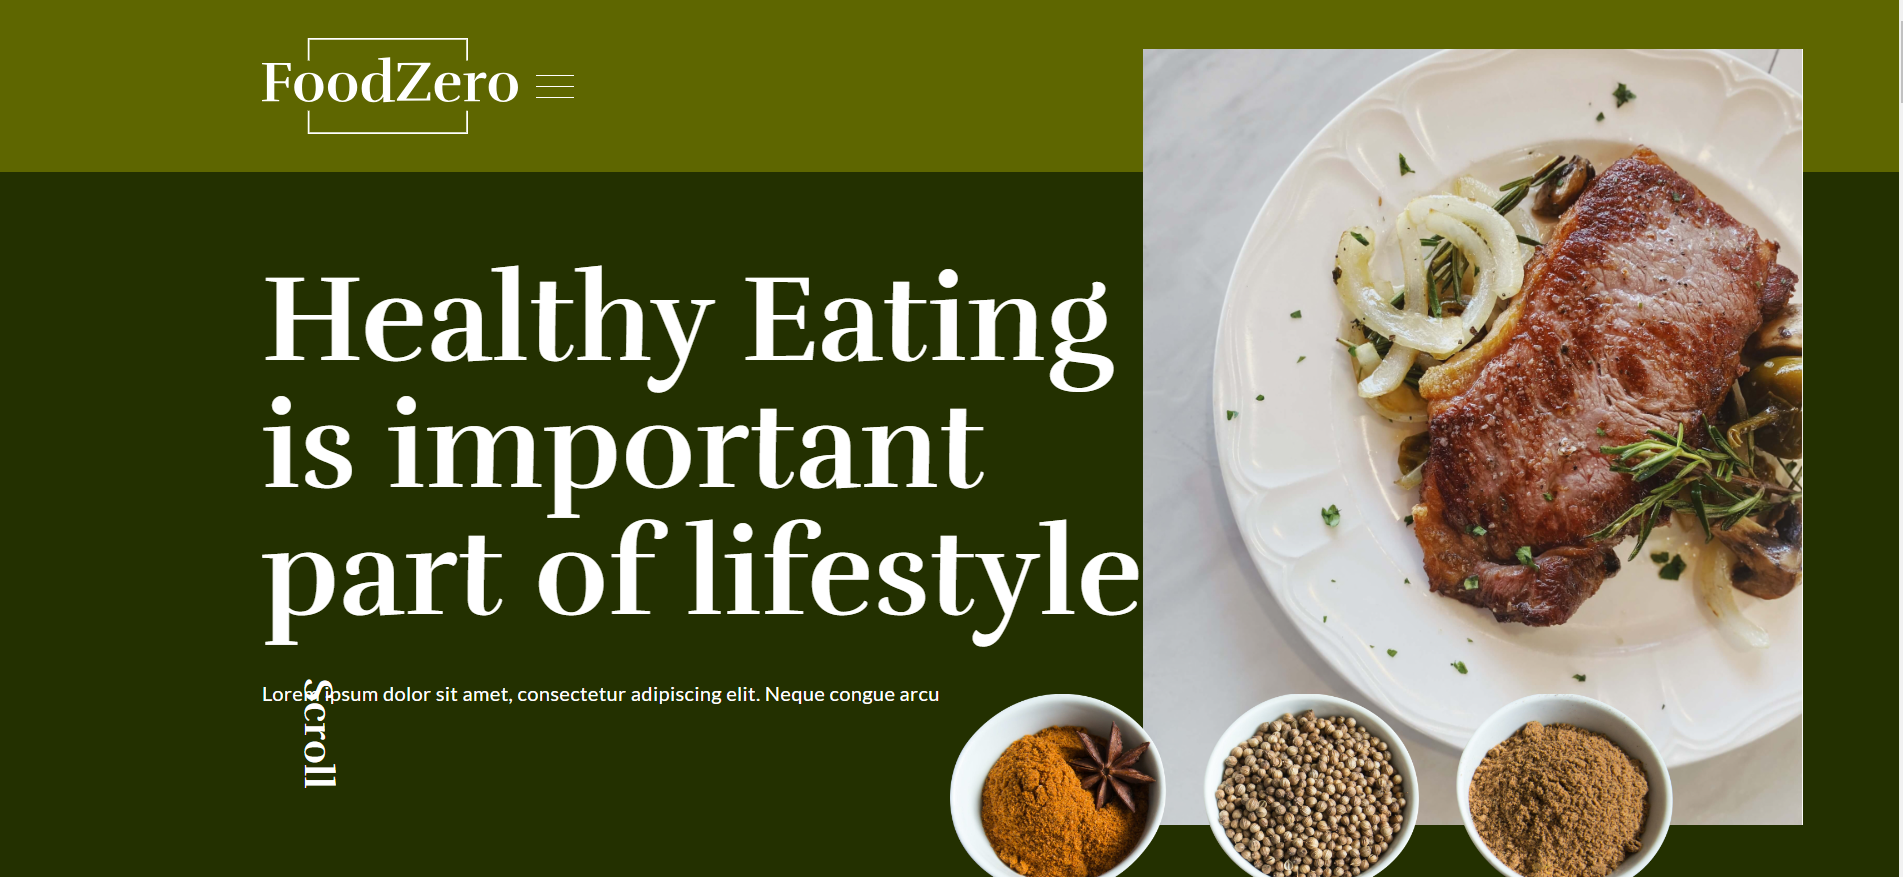 FoodZero
Healthy Eating
is important
part of lifestyle
Lorem ipsum dolor sit amet, consectetur adipiscing elit. Neque congue arcu
Scroll